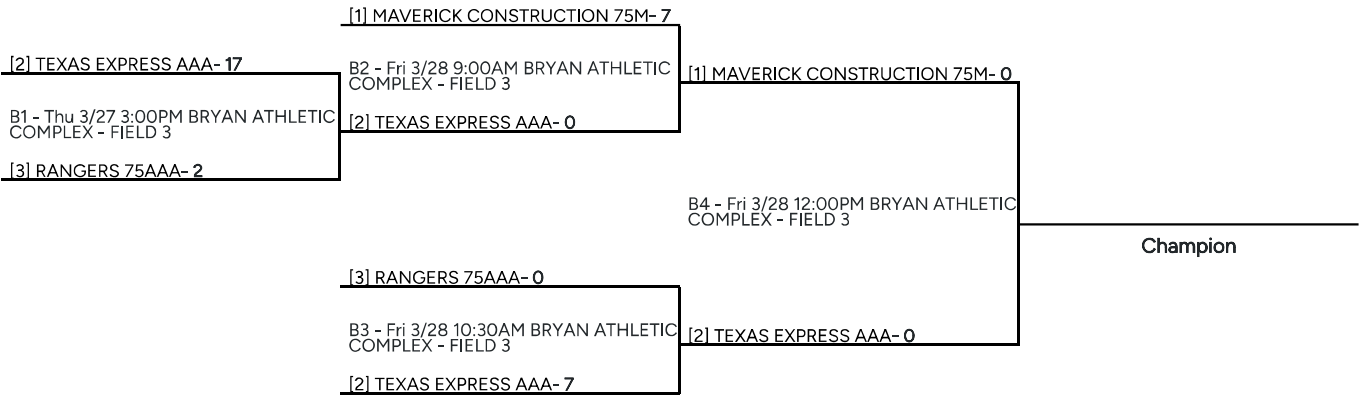 [1] MAVERICK CONSTRUCTION 75M- 7
[2] TEXAS EXPRESS AAA- 17
B2 - Fri 3/28 9:00AM BRYAN ATHLETIC
COMPLEX - FIELD 3
[1] MAVERICK CONSTRUCTION 75M- 0
B1 - Thu 3/27 3:00PM BRYAN ATHLETIC
COMPLEX - FIELD 3
[2] TEXAS EXPRESS AAA- 0
[3] RANGERS 75AAA- 2
B4 - Fri 3/28 12:00PM BRYAN ATHLETIC
COMPLEX - FIELD 3
Champion
[3] RANGERS 75AAA- 0
B3 - Fri 3/28 10:30AM BRYAN ATHLETIC
COMPLEX - FIELD 3
[2] TEXAS EXPRESS AAA- 0
[2] TEXAS EXPRESS AAA- 7